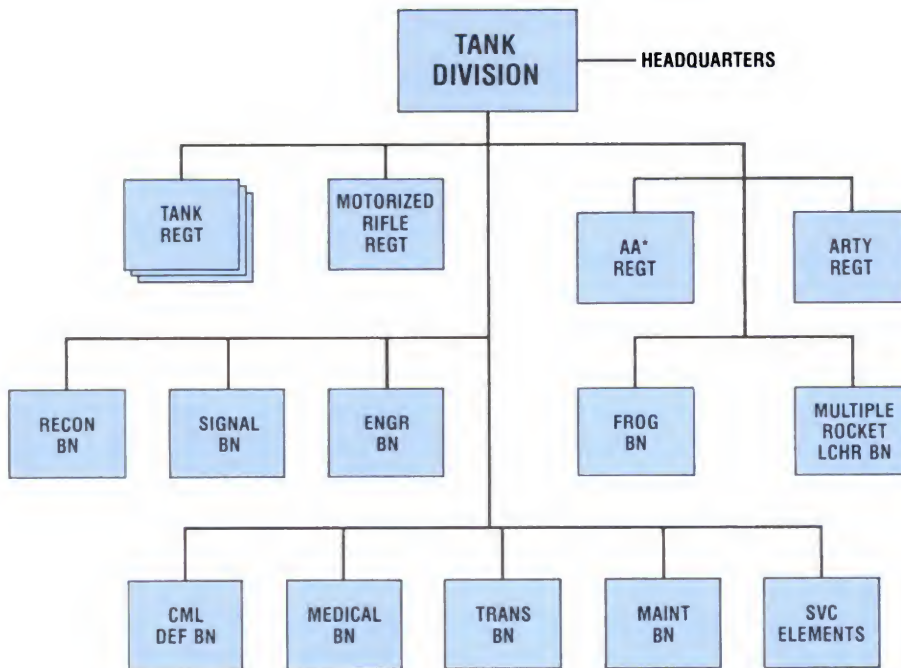 TANK
DIVISION
HEADQUARTERS
TANK
REGT
MOTORIZED
RIFLE
REGT
AA*
REGT
ARTY
REGT
RECON
BN
SIGNAL
BN
ENGR
BN
FROG
BN
MULTIPLE
ROCKET
LCHR BN
CML
DEF BN
MEDICAL
BN
TRANS
BN
MAINT
BN
SVC
ELEMENTS